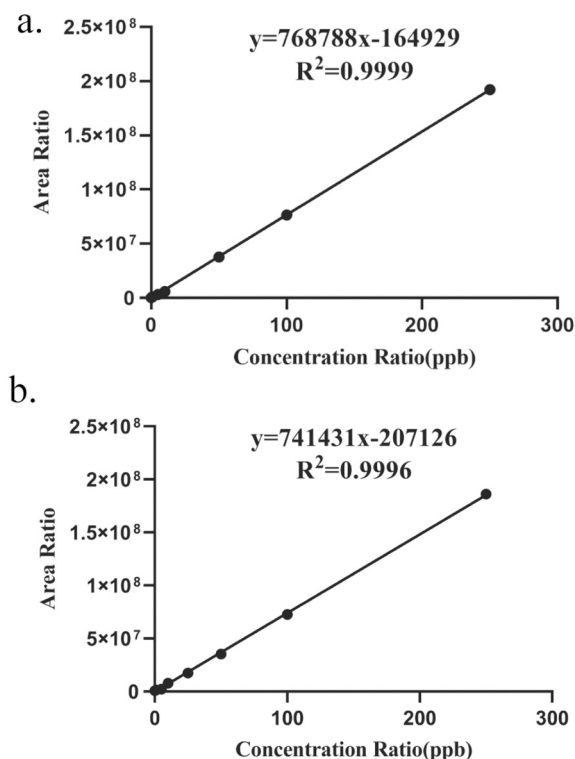 a.
y=768788x-164929
R²=0.9999
2.5×10⁸
2×10⁸
1.5×10⁸
1×10⁸
5×10⁷
0
Area Ratio
0 100 200 300
Concentration Ratio(ppb)
b.
y=741431x-207126
R²=0.9996
2.5×10⁸
2×10⁸
1.5×10⁸
1×10⁸
5×10⁷
0
Area Ratio
0 100 200 300
Concentration Ratio(ppb)